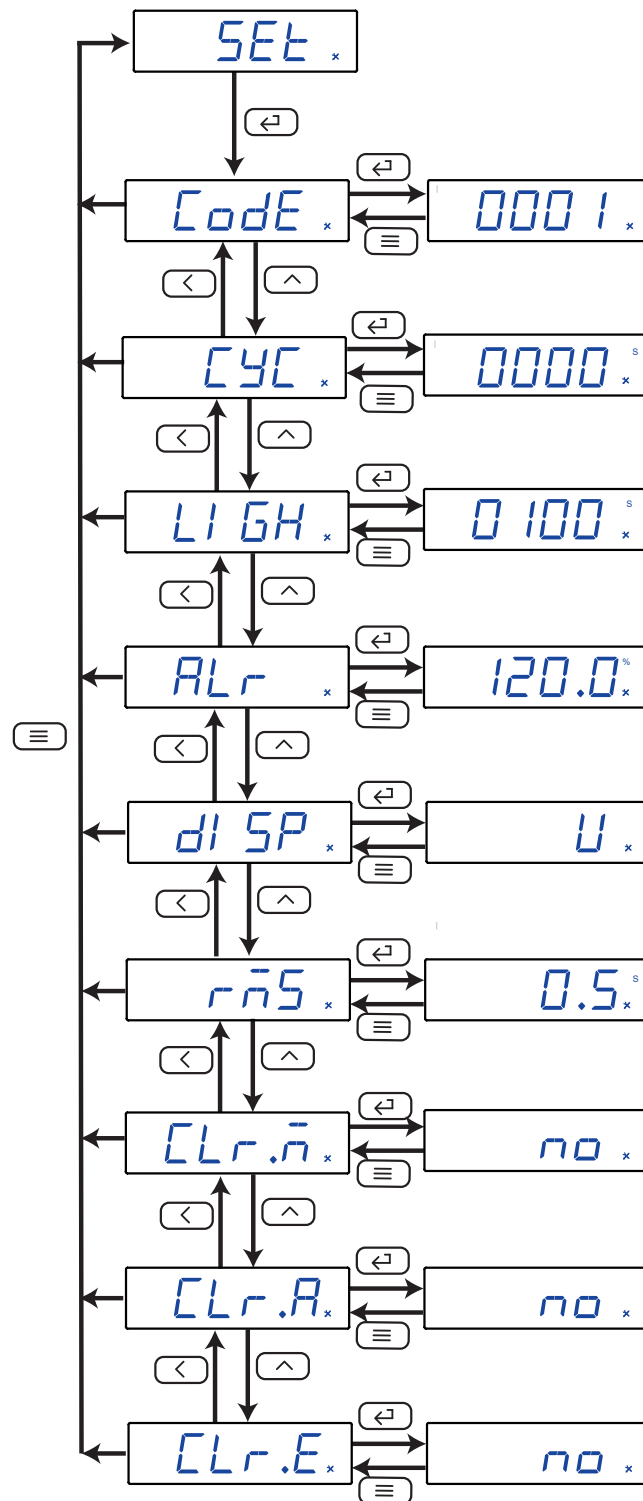 SEt
CodE 0001
CYC 0000 s
LIGH 0100 s
ALr 120.0 %
dISP U
rm̄S 0.5 s
CLr.m̄ no
CLr.A no
CLr.E no